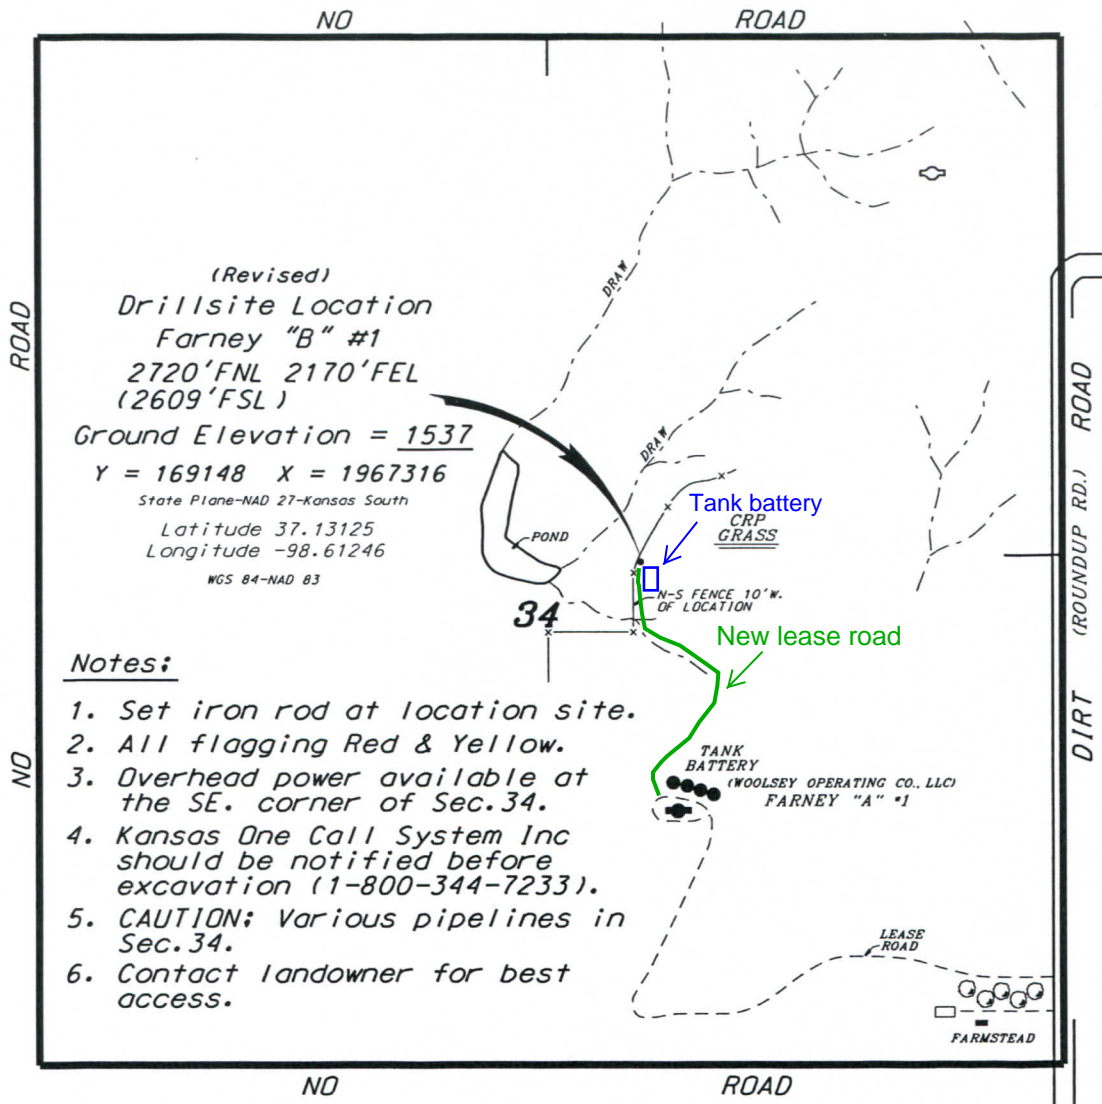 NO ROAD
(Revised)
Drillsite Location
Farney "B" #1
2720'FNL 2170'FEL
(2609'FSL)
Ground Elevation = 1537
Y = 169148 X = 1967316
State Plane-NAD 27-Kansas South
Latitude 37.13125
Longitude -98.61246
WGS 84-NAD 83
DRAW
DRAW
POND
Tank battery
CRP
GRASS
N-S FENCE 10'W.
OF LOCATION
34
New lease road
Notes:
1. Set iron rod at location site.
2. All flagging Red & Yellow.
3. Overhead power available at
the SE. corner of Sec.34.
4. Kansas One Call System Inc
should be notified before
excavation (1-800-344-7233).
5. CAUTION: Various pipelines in
Sec.34.
6. Contact landowner for best
access.
TANK
BATTERY
(WOOLSEY OPERATING CO., LLC)
FARNEY "A" #1
LEASE
ROAD
FARMSTEAD
NO ROAD
DIRT (ROUNDUP RD.) ROAD
NO ROAD